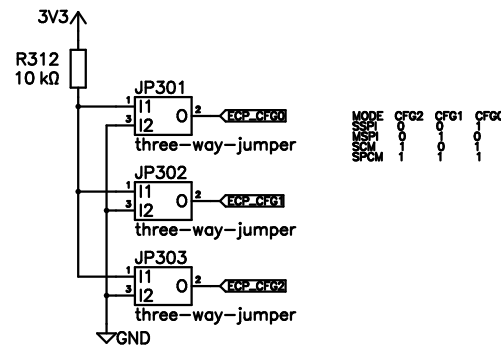 3V3
R312
10 kΩ
JP301
1 I1 O 2 ECP_CFG0
3 I2
three-way-jumper
JP302
1 I1 O 2 ECP_CFG1
3 I2
three-way-jumper
JP303
1 I1 O 2 ECP_CFG2
3 I2
three-way-jumper
GND
MODE CFG2 CFG1 CFG0
SSPI 0 0 1
MSPI 0 1 0
SCM 1 0 1
SPCM 1 1 1